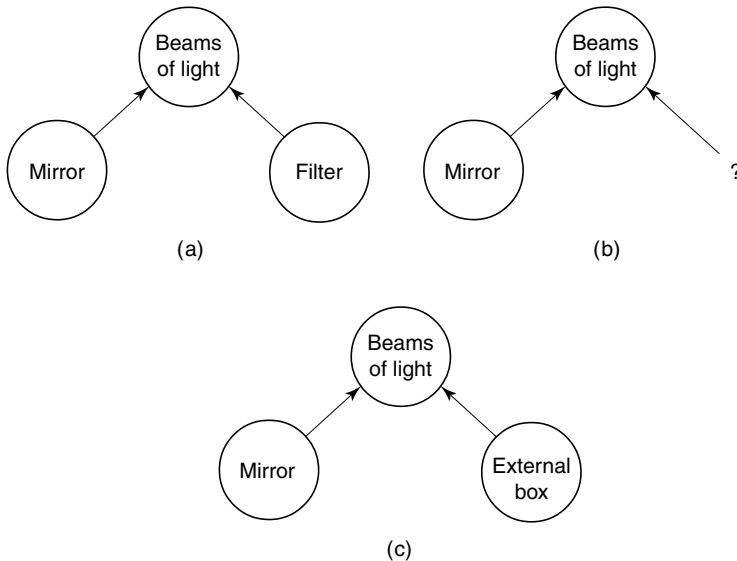 Beams
of light
Mirror
Filter
(a)
Beams
of light
Mirror
?
(b)
Beams
of light
Mirror
External
box
(c)